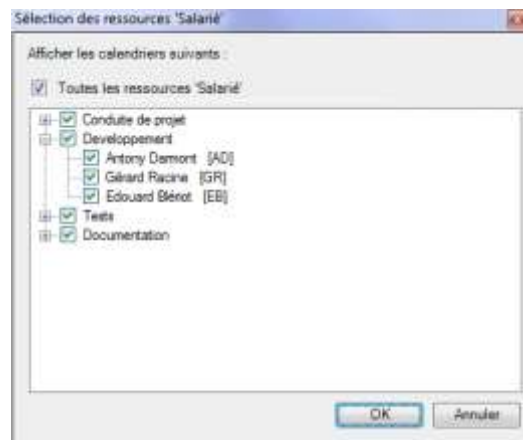 Sélection des ressources 'Salarié'
Afficher les calendriers suivants :
Toutes les ressources 'Salarié'
Conduite de projet
Developpement
Antony Damont [AD]
Gérard Racine [GR]
Edouard Blériot [EB]
Tests
Documentation
OK Annuler